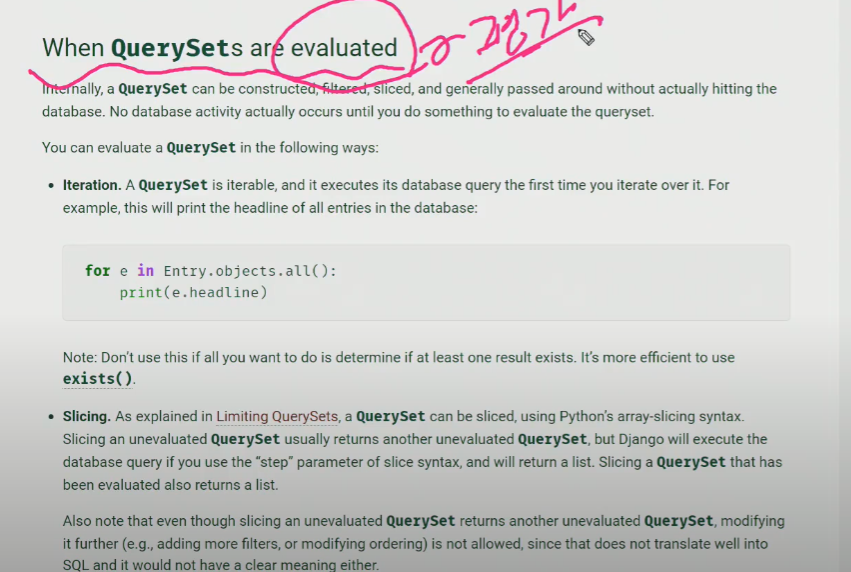 When QuerySets are evaluated
Internally, a QuerySet can be constructed, filtered, sliced, and generally passed around without actually hitting the
database. No database activity actually occurs until you do something to evaluate the queryset.
You can evaluate a QuerySet in the following ways:
• Iteration. A QuerySet is iterable, and it executes its database query the first time you iterate over it. For
example, this will print the headline of all entries in the database:
for e in Entry.objects.all():
    print(e.headline)
Note: Don't use this if all you want to do is determine if at least one result exists. It's more efficient to use
exists().
• Slicing. As explained in Limiting QuerySets, a QuerySet can be sliced, using Python's array-slicing syntax.
Slicing an unevaluated QuerySet usually returns another unevaluated QuerySet, but Django will execute the
database query if you use the “step” parameter of slice syntax, and will return a list. Slicing a QuerySet that has
been evaluated also returns a list.
Also note that even though slicing an unevaluated QuerySet returns another unevaluated QuerySet, modifying
it further (e.g., adding more filters, or modifying ordering) is not allowed, since that does not translate well into
SQL and it would not have a clear meaning either.